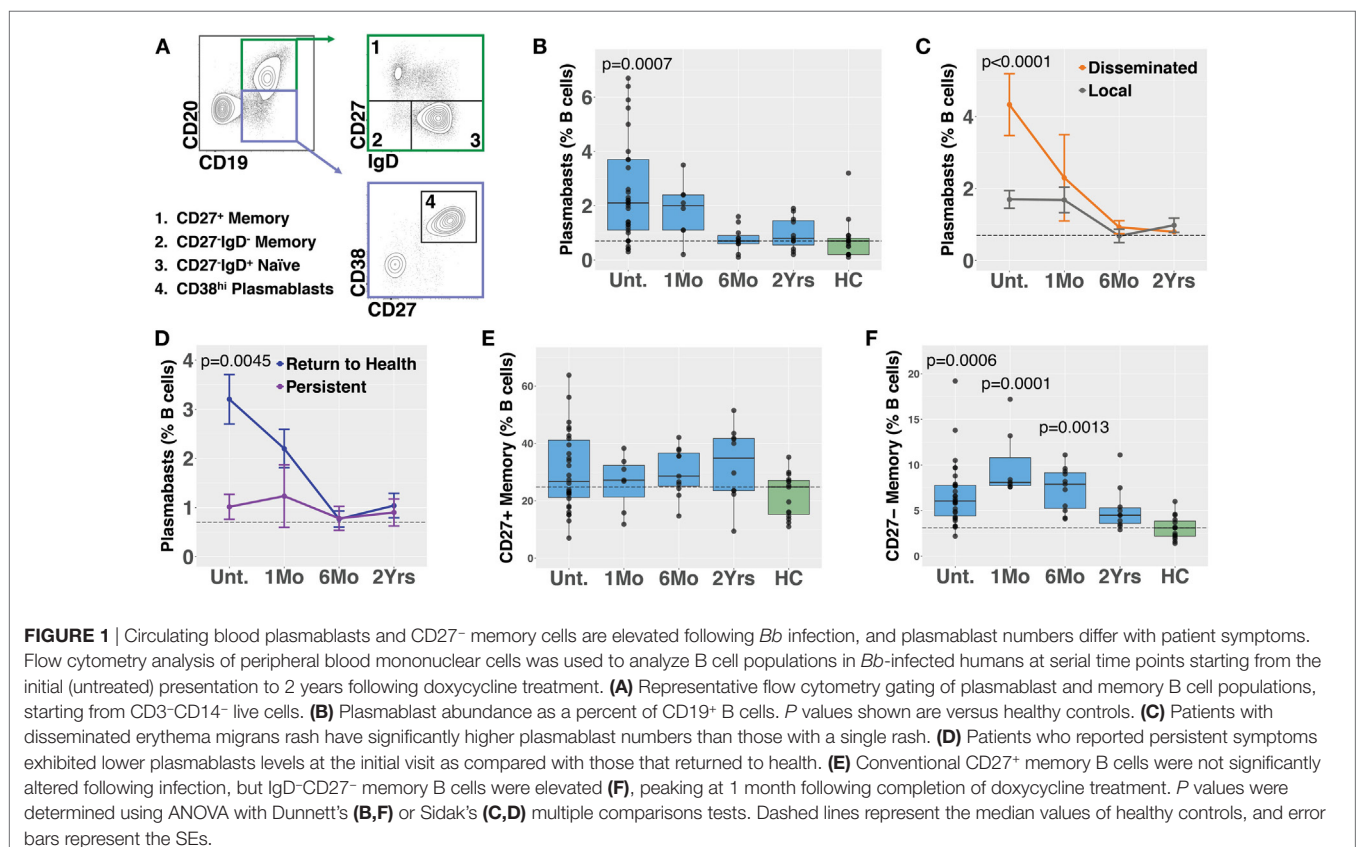 A
CD20
CD19
1
2
3
CD27
IgD
4
CD38
CD27
1. CD27⁺ Memory
2. CD27⁻IgD⁻ Memory
3. CD27⁻IgD⁺ Naïve
4. CD38ʰⁱ Plasmablasts
B
Plasmabasts (% B cells)
p=0.0007
6
4
2
0
Unt. 1Mo 6Mo 2Yrs HC
C
Plasmabasts (% B cells)
p<0.0001
Disseminated
Local
4
2
0
Unt. 1Mo 6Mo 2Yrs
D
Plasmabasts (% B cells)
p=0.0045
Return to Health
Persistent
4
3
2
1
0
Unt. 1Mo 6Mo 2Yrs
E
CD27+ Memory (% B cells)
60
40
20
0
Unt. 1Mo 6Mo 2Yrs HC
F
CD27− Memory (% B cells)
p=0.0006
p=0.0001
p=0.0013
20
15
10
5
0
Unt. 1Mo 6Mo 2Yrs HC
FIGURE 1 | Circulating blood plasmablasts and CD27⁻ memory cells are elevated following Bb infection, and plasmablast numbers differ with patient symptoms.
Flow cytometry analysis of peripheral blood mononuclear cells was used to analyze B cell populations in Bb-infected humans at serial time points starting from the
initial (untreated) presentation to 2 years following doxycycline treatment. (A) Representative flow cytometry gating of plasmablast and memory B cell populations,
starting from CD3⁻CD14⁻ live cells. (B) Plasmablast abundance as a percent of CD19⁺ B cells. P values shown are versus healthy controls. (C) Patients with
disseminated erythema migrans rash have significantly higher plasmablast numbers than those with a single rash. (D) Patients who reported persistent symptoms
exhibited lower plasmablasts levels at the initial visit as compared with those that returned to health. (E) Conventional CD27⁺ memory B cells were not significantly
altered following infection, but IgD⁻CD27⁻ memory B cells were elevated (F), peaking at 1 month following completion of doxycycline treatment. P values were
determined using ANOVA with Dunnett's (B,F) or Sidak's (C,D) multiple comparisons tests. Dashed lines represent the median values of healthy controls, and error
bars represent the SEs.